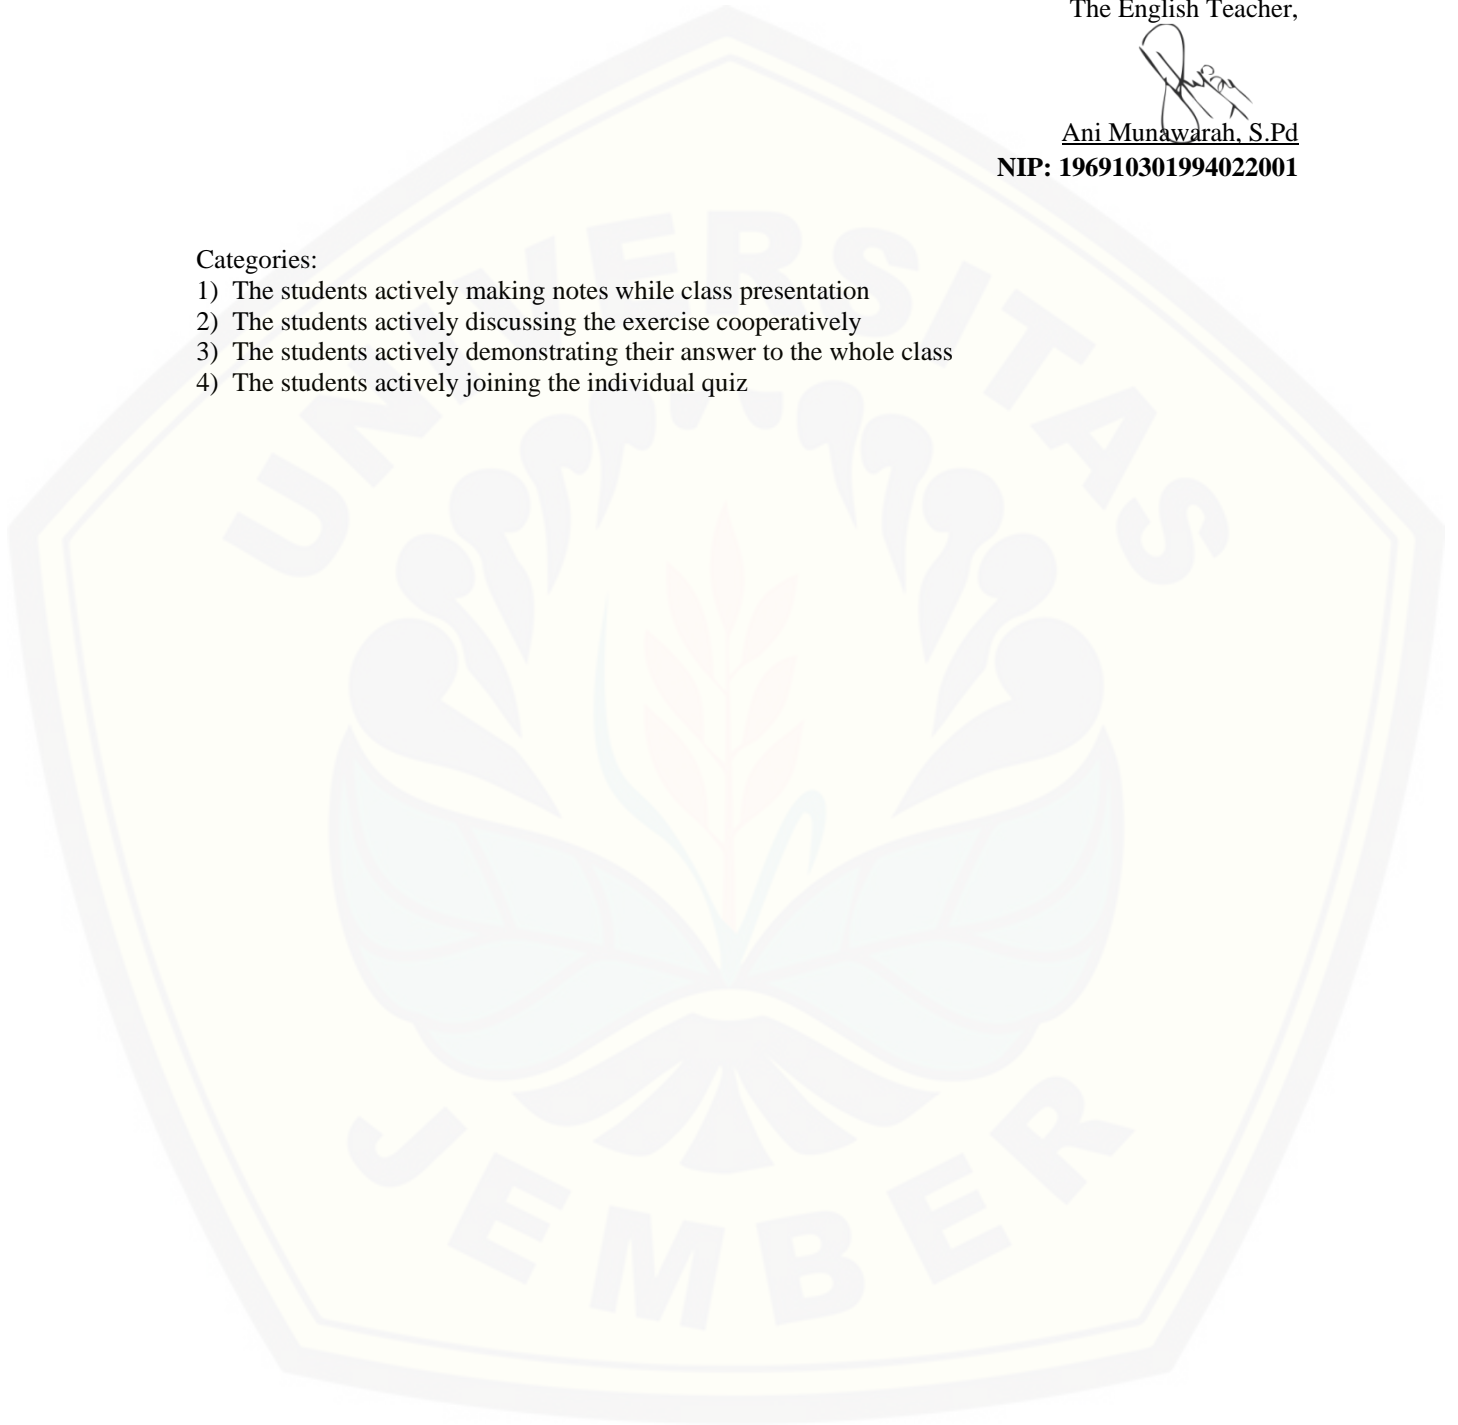 The English Teacher,
Ani Munawarah, S.Pd
NIP: 196910301994022001
Categories:
1) The students actively making notes while class presentation
2) The students actively discussing the exercise cooperatively
3) The students actively demonstrating their answer to the whole class
4) The students actively joining the individual quiz
UNIVERSITAS
JEMBER